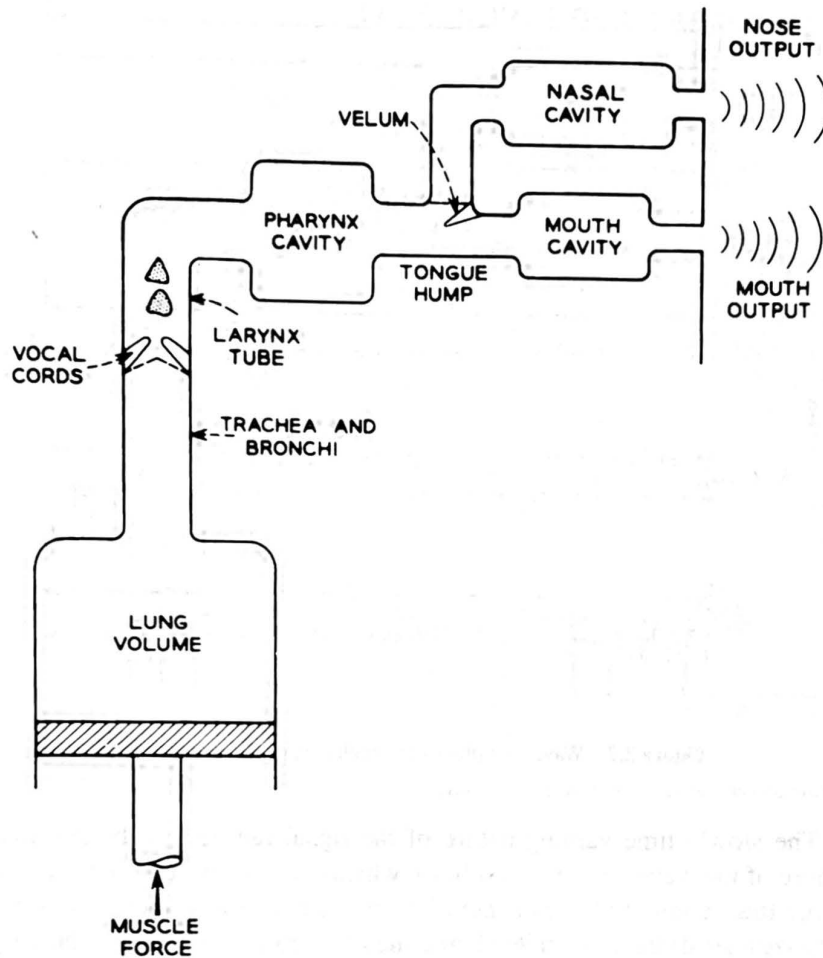 NOSE
OUTPUT
NASAL
CAVITY
VELUM
PHARYNX
CAVITY
MOUTH
CAVITY
TONGUE
HUMP
MOUTH
OUTPUT
LARYNX
TUBE
VOCAL
CORDS
TRACHEA AND
BRONCHI
LUNG
VOLUME
MUSCLE
FORCE